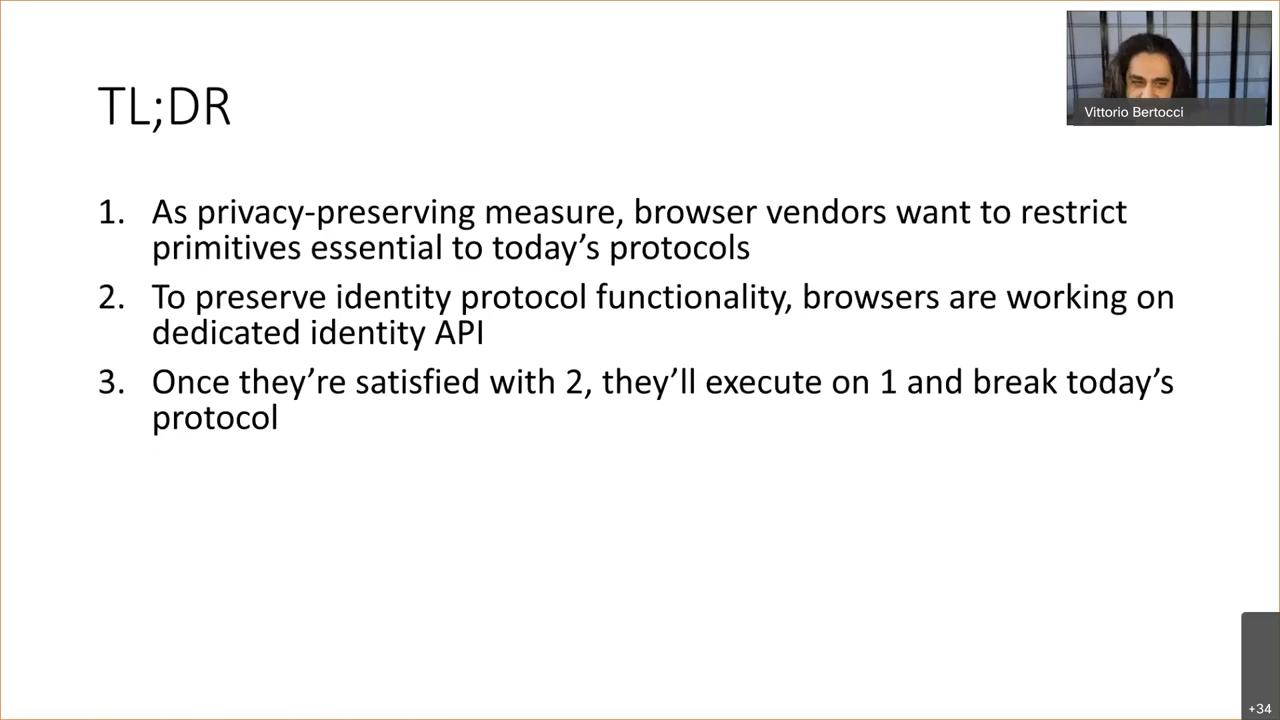 TL;DR
Vittorio Bertocci
1. As privacy-preserving measure, browser vendors want to restrict
primitives essential to today’s protocols
2. To preserve identity protocol functionality, browsers are working on
dedicated identity API
3. Once they’re satisfied with 2, they’ll execute on 1 and break today’s
protocol
+34